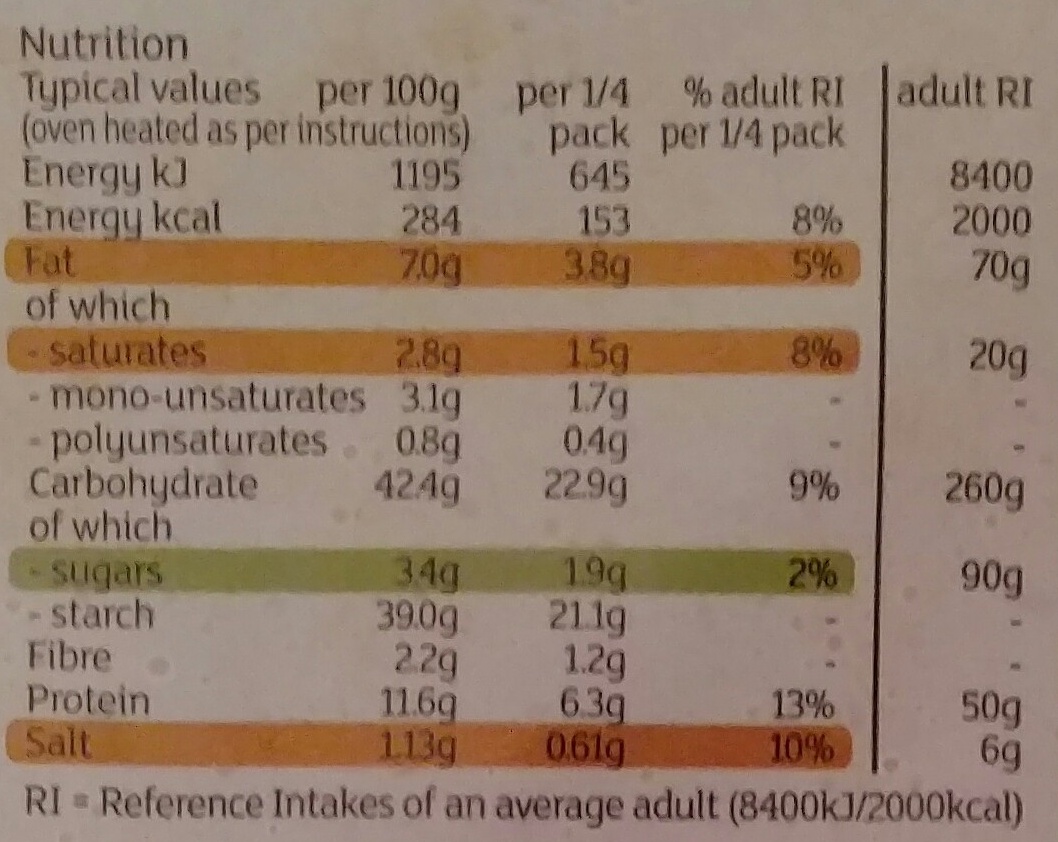 Nutrition
Typical values per 100g per 1/4 % adult RI adult RI
(oven heated as per instructions) pack per 1/4 pack
Energy kJ 1195 645 8400
Energy kcal 284 153 8% 2000
Fat 7.0g 3.8g 5% 70g
of which
- saturates 2.8g 1.5g 8% 20g
- mono-unsaturates 3.1g 1.7g - -
- polyunsaturates 0.8g 0.4g - -
Carbohydrate 42.4g 22.9g 9% 260g
of which
- sugars 3.4g 1.9g 2% 90g
- starch 39.0g 21.1g - -
Fibre 2.2g 1.2g - -
Protein 11.6g 6.3g 13% 50g
Salt 1.13g 0.61g 10% 6g
RI = Reference Intakes of an average adult (8400kJ/2000kcal)